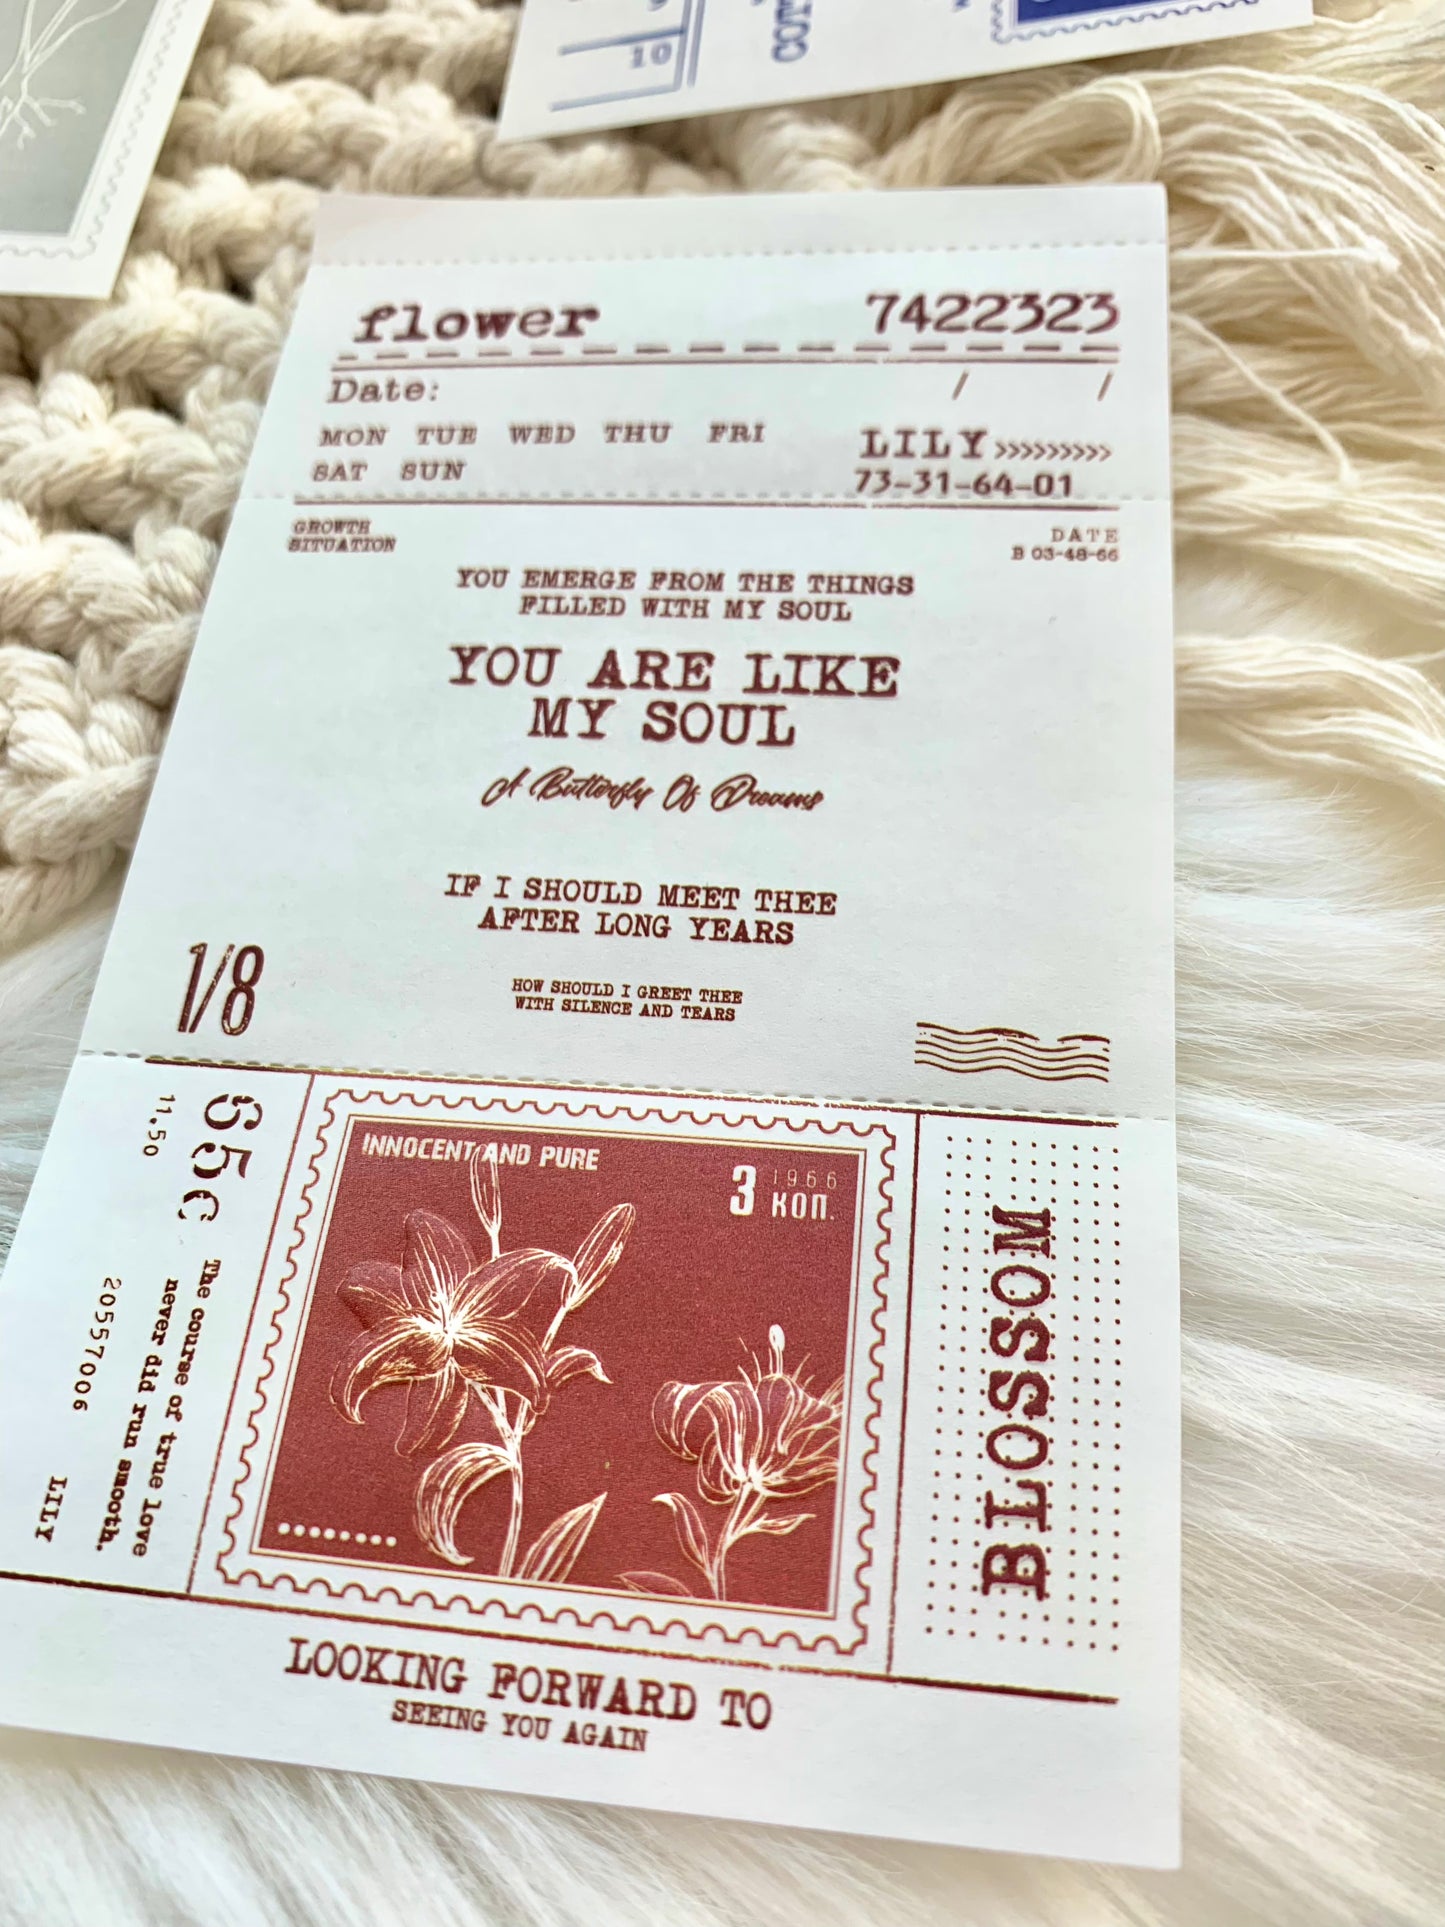 10
COT
flower
7422323
Date: / /
MON TUE WED THU FRI
SAT SUN
LILY>>>>>>>>>
73-31-64-01
GROWTH
SITUATION
DATE
B 03-48-66
YOU EMERGE FROM THE THINGS
FILLED WITH MY SOUL
YOU ARE LIKE
MY SOUL
A Butterfly Of Dreams
IF I SHOULD MEET THEE
AFTER LONG YEARS
HOW SHOULD I GREET THEE
WITH SILENCE AND TEARS
1/8
65¢
11.50
The course of true love
never did run smooth.
20557006
LILY
INNOCENT AND PURE
3 1966
коп.
BLOSSOM
LOOKING FORWARD TO
SEEING YOU AGAIN